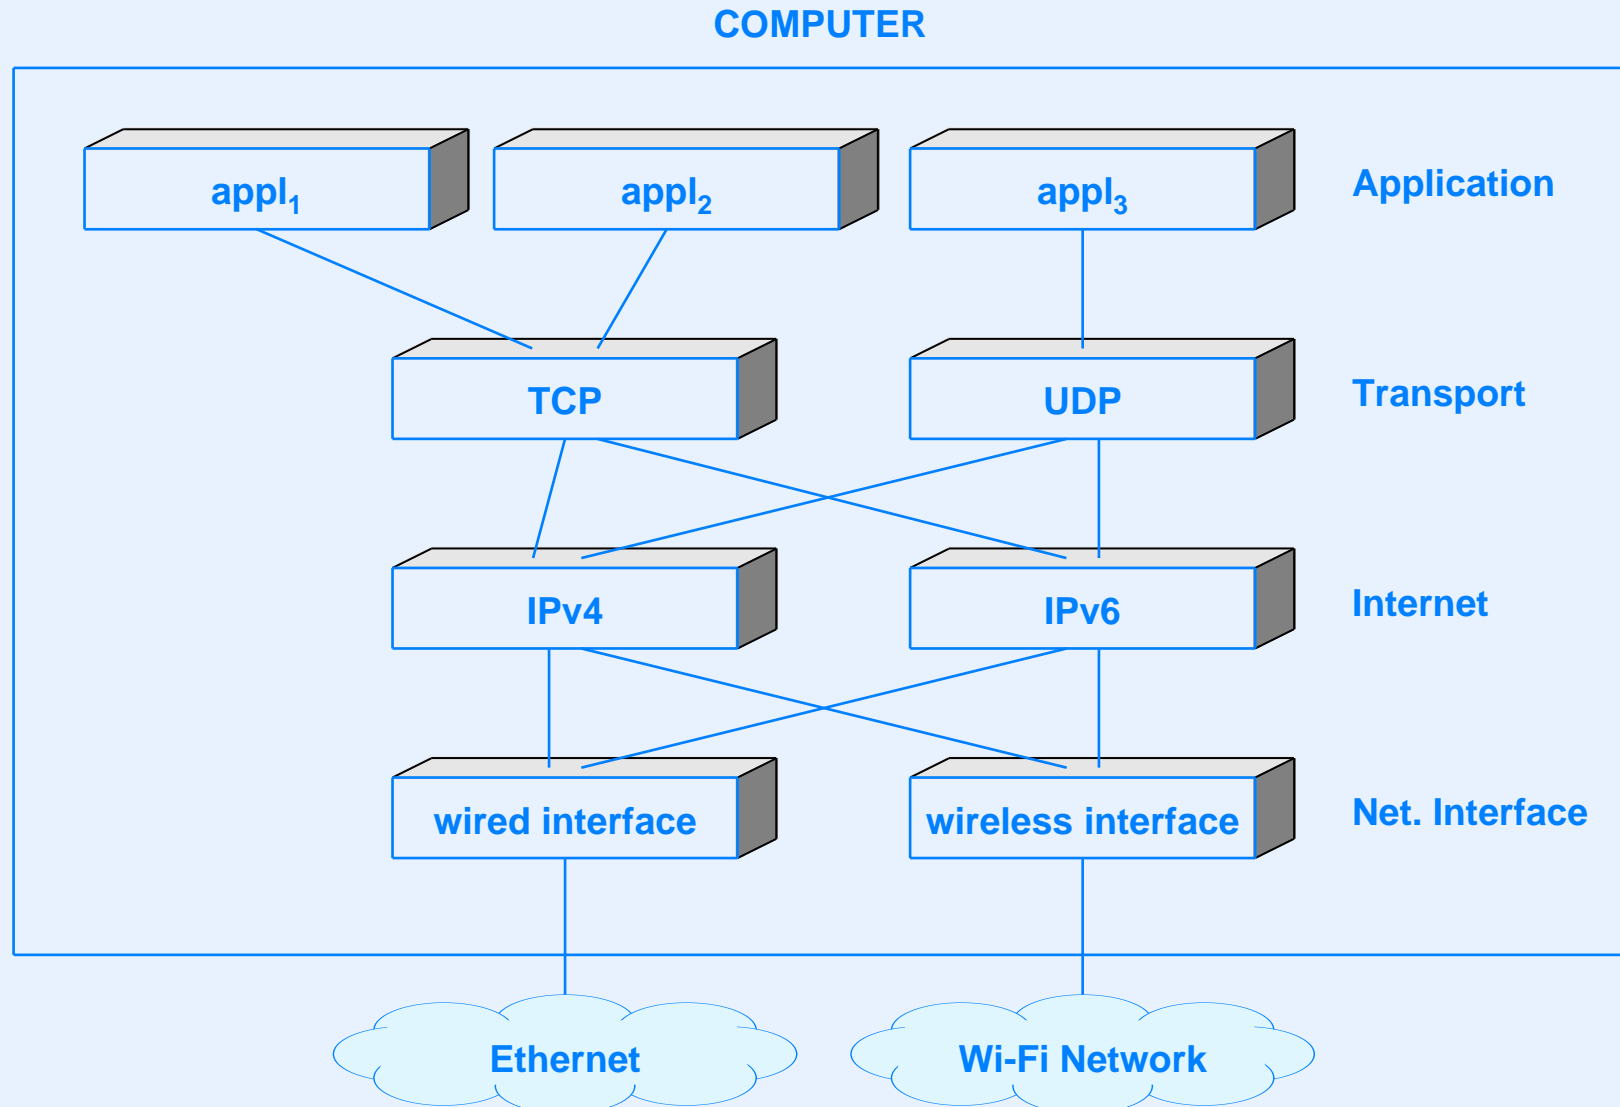 COMPUTER
appl1 appl2 appl3 Application
TCP UDP Transport
IPv4 IPv6 Internet
wired interface wireless interface Net. Interface
Ethernet Wi-Fi Network